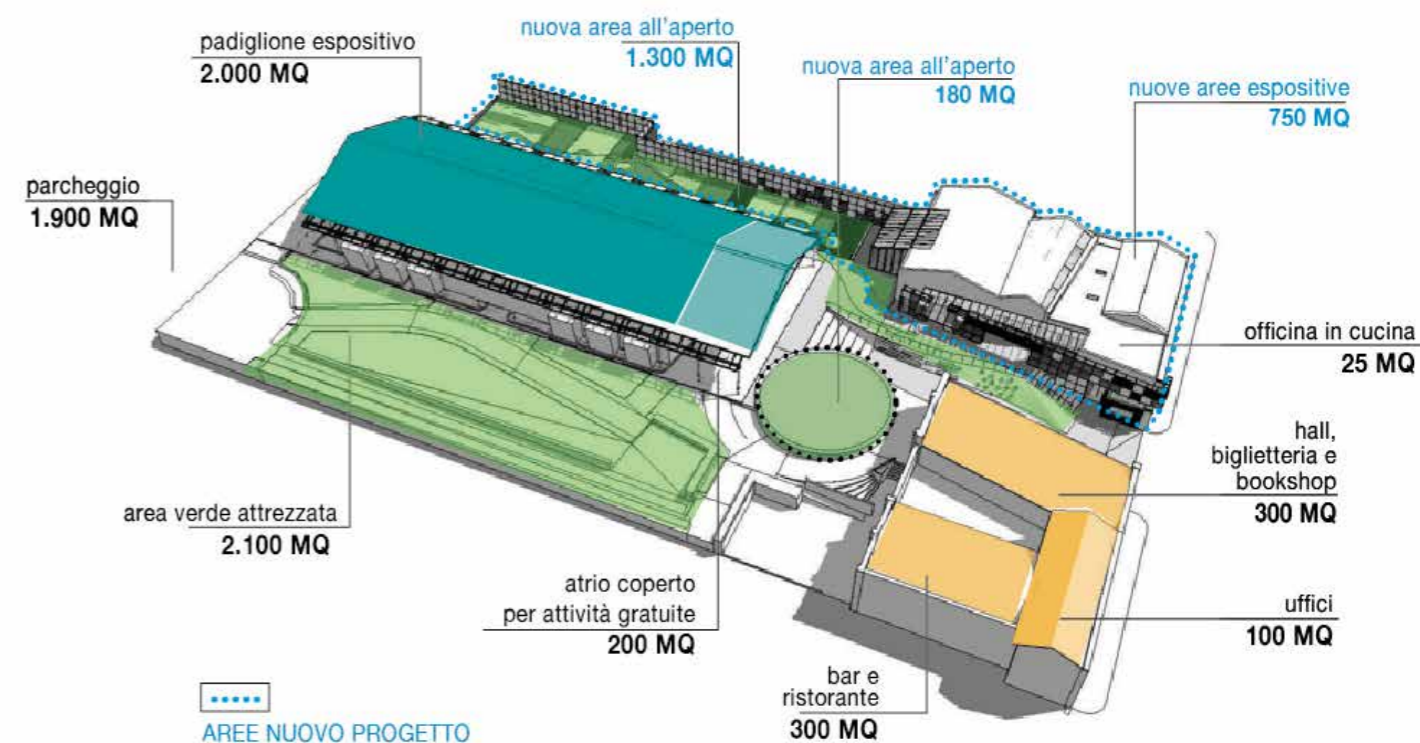 padiglione espositivo
2.000 MQ
nuova area all'aperto
1.300 MQ
nuova area all'aperto
180 MQ
nuove aree espositive
750 MQ
parcheggio
1.900 MQ
officina in cucina
25 MQ
hall,
biglietteria e
bookshop
300 MQ
area verde attrezzata
2.100 MQ
atrio coperto
per attività gratuite
200 MQ
uffici
100 MQ
bar e
ristorante
300 MQ
AREE NUOVO PROGETTO